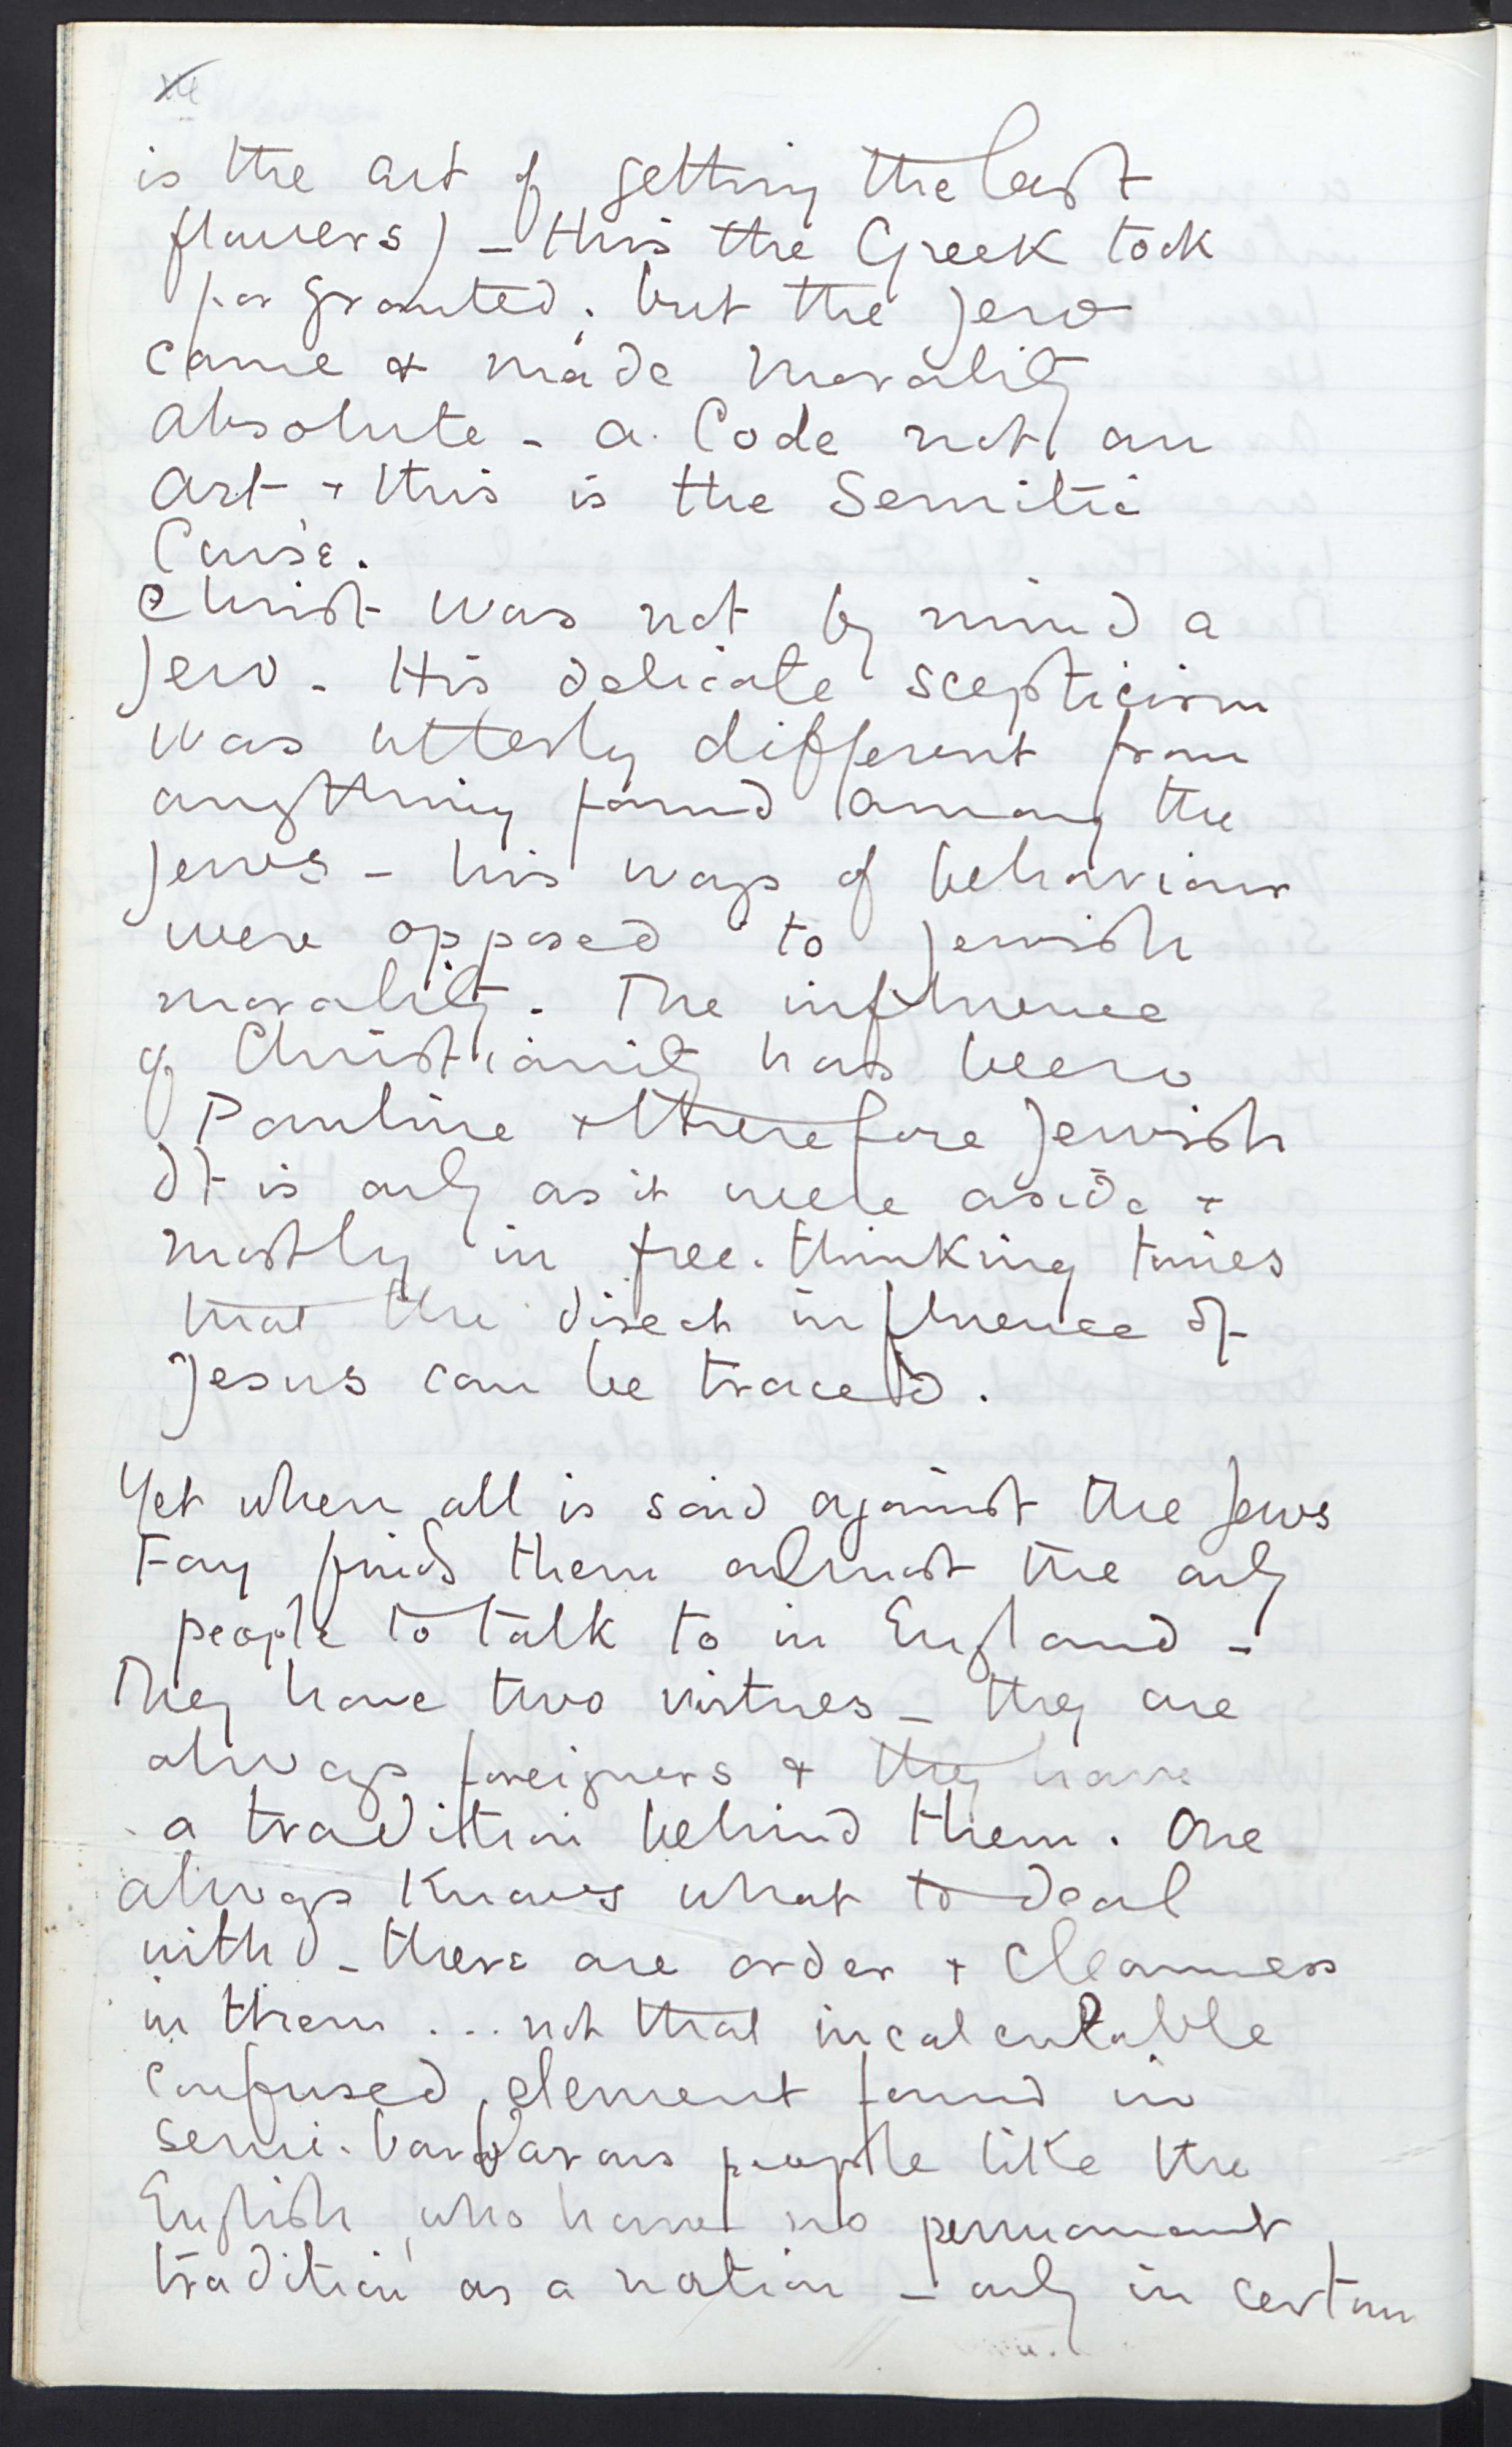 is the art of getting the best
flowers) – this the Greek took
for granted; but the Jew
came & made morality
absolute – a Code not an
art & this is the Semitic
Curse.
Christ was not by mind a
Jew – His delicate scepticism
was utterly different from
anything found among the
Jews – his ways of behaviour
were opposed to Jewish
morality. The influence
of Christianity has been
Pauline & therefore Jewish
It is only as it were aside &
mostly in free-thinking times
that the direct influence of
Jesus can be traced.
Yet when all is said against the Jews
Fay finds them almost the only
people to talk to in England –
They have two virtues – they are
always foreigners & they have
a tradition behind them. One
always knows what to deal
with – there are order & cleanness
in them ... not that incalculable
confused element found in
semi-barbarous people like the
English, who have no permanent
tradition as a nation – only in certain